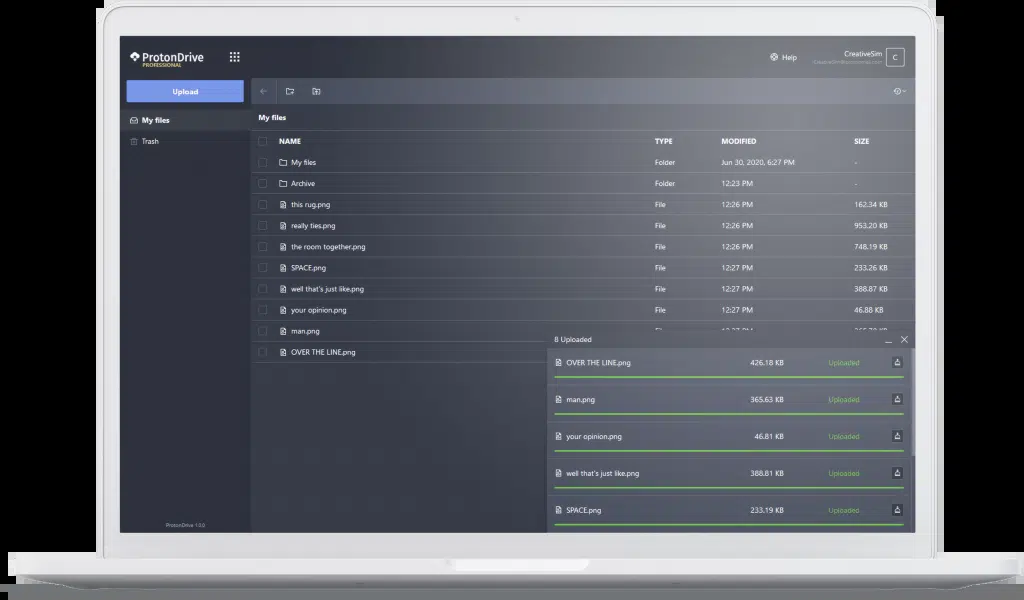 ProtonDrive
PROFESSIONAL
Help
CreativeSim
C
Upload
My files
Trash
My files
NAME TYPE MODIFIED SIZE
My files Folder Jun 30, 2020, 6:27 PM -
Archive Folder 12:23 PM -
this rug.png File 12:26 PM 162.34 KB
really ties.png File 12:26 PM 953.20 KB
the room together.png File 12:26 PM 748.19 KB
SPACE.png File 12:27 PM 233.26 KB
well that's just like.png File 12:27 PM 388.87 KB
your opinion.png File 12:27 PM 46.88 KB
man.png
OVER THE LINE.png
8 Uploaded
OVER THE LINE.png 426.18 KB Uploaded
man.png 365.63 KB Uploaded
your opinion.png 46.81 KB Uploaded
well that's just like.png 388.81 KB Uploaded
SPACE.png 233.19 KB Uploaded
ProtonDrive 1.0.0